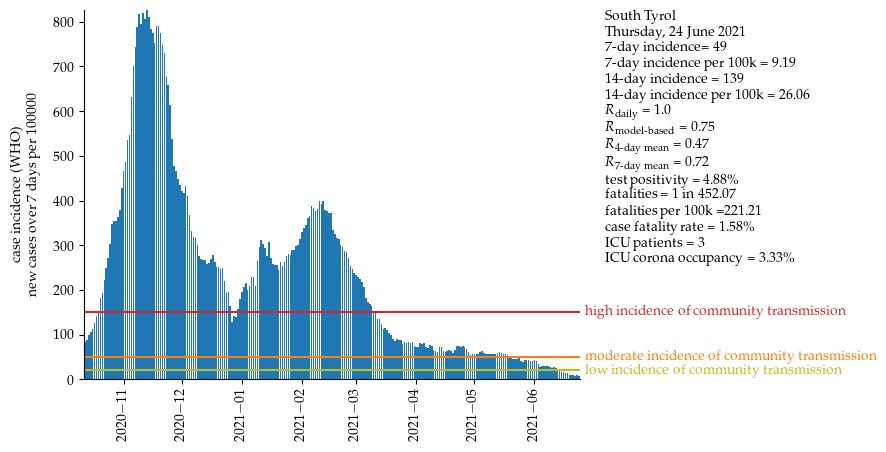 South Tyrol
Thursday, 24 June 2021
7-day incidence= 49
7-day incidence per 100k = 9.19
14-day incidence = 139
14-day incidence per 100k = 26.06
R_daily = 1.0
R_model-based = 0.75
R_4-day mean = 0.47
R_7-day mean = 0.72
test positivity = 4.88%
fatalities = 1 in 452.07
fatalities per 100k =221.21
case fatality rate = 1.58%
ICU patients = 3
ICU corona occupancy = 3.33%
case incidence (WHO)
new cases over 7 days per 100000
800
700
600
500
400
300
200
100
0
high incidence of community transmission
moderate incidence of community transmission
low incidence of community transmission
2020−11
2020−12
2021−01
2021−02
2021−03
2021−04
2021−05
2021−06